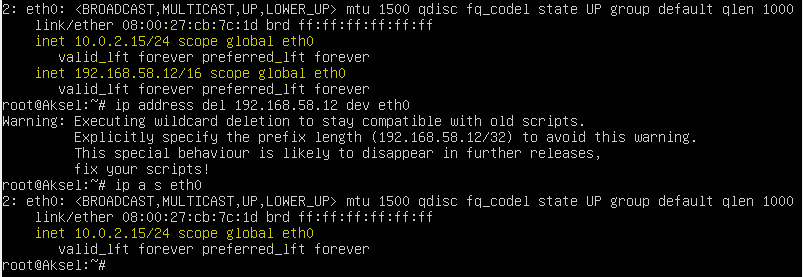 2: eth0: <BROADCAST,MULTICAST,UP,LOWER_UP> mtu 1500 qdisc fq_codel state UP group default qlen 1000
    link/ether 08:00:27:cb:7c:1d brd ff:ff:ff:ff:ff:ff
    inet 10.0.2.15/24 scope global eth0
       valid_lft forever preferred_lft forever
    inet 192.168.58.12/16 scope global eth0
       valid_lft forever preferred_lft forever
root@Aksel:~# ip address del 192.168.58.12 dev eth0
Warning: Executing wildcard deletion to stay compatible with old scripts.
         Explicitly specify the prefix length (192.168.58.12/32) to avoid this warning.
         This special behaviour is likely to disappear in further releases,
         fix your scripts!
root@Aksel:~# ip a s eth0
2: eth0: <BROADCAST,MULTICAST,UP,LOWER_UP> mtu 1500 qdisc fq_codel state UP group default qlen 1000
    link/ether 08:00:27:cb:7c:1d brd ff:ff:ff:ff:ff:ff
    inet 10.0.2.15/24 scope global eth0
       valid_lft forever preferred_lft forever
root@Aksel:~#